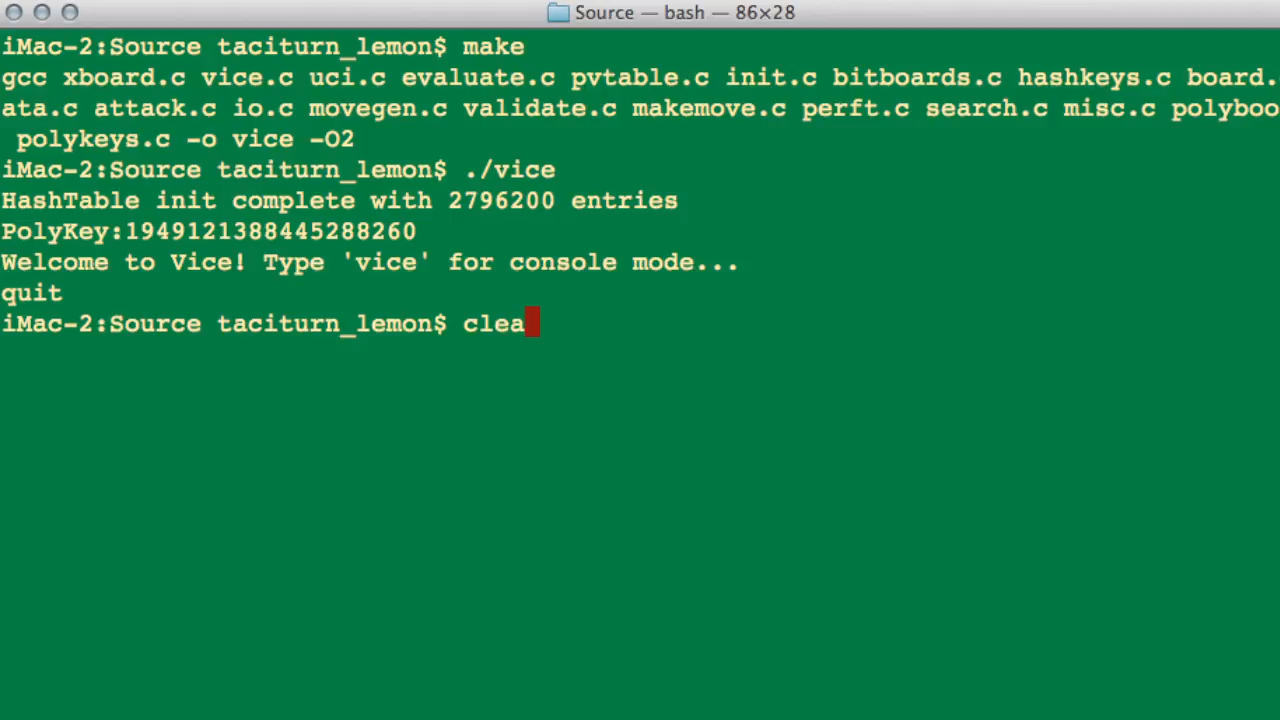 Source — bash — 86×28
iMac-2:Source taciturn_lemon$ make
gcc xboard.c vice.c uci.c evaluate.c pvtable.c init.c bitboards.c hashkeys.c board.
ata.c attack.c io.c movegen.c validate.c makemove.c perft.c search.c misc.c polyboo
polykeys.c -o vice -O2
iMac-2:Source taciturn_lemon$ ./vice
HashTable init complete with 2796200 entries
PolyKey:1949121388445288260
Welcome to Vice! Type 'vice' for console mode...
quit
iMac-2:Source taciturn_lemon$ clea